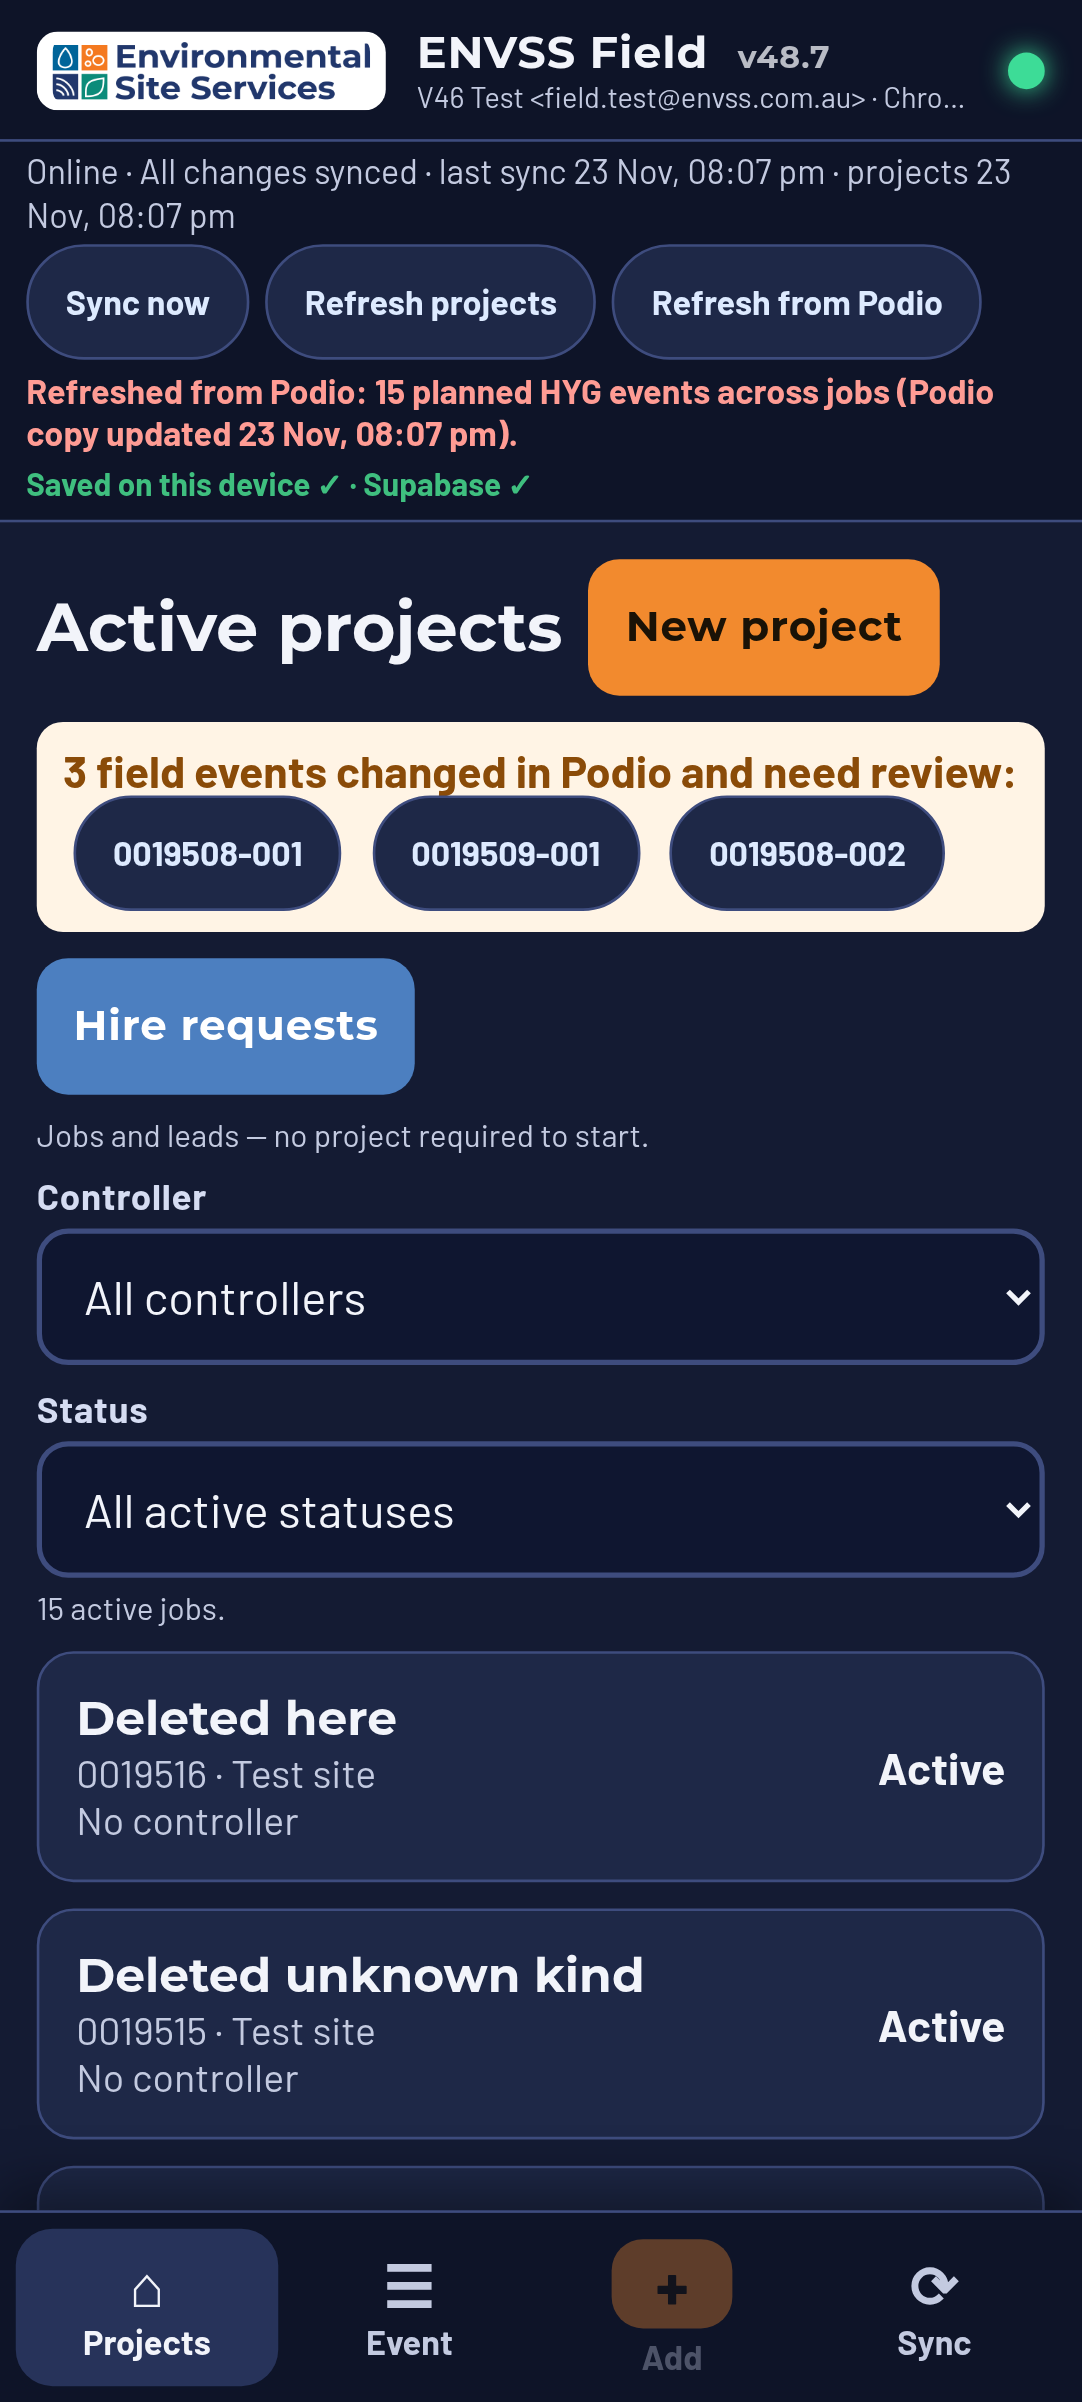 Environmental
Site Services
ENVSS Field v48.7
V46 Test <field.test@envss.com.au> · Chro...
Online · All changes synced · last sync 23 Nov, 08:07 pm · projects 23
Nov, 08:07 pm
Sync now Refresh projects Refresh from Podio
Refreshed from Podio: 15 planned HYG events across jobs (Podio
copy updated 23 Nov, 08:07 pm).
Saved on this device ✓ · Supabase ✓
Active projects New project
3 field events changed in Podio and need review:
0019508-001 0019509-001 0019508-002
Hire requests
Jobs and leads — no project required to start.
Controller
All controllers
Status
All active statuses
15 active jobs.
Deleted here
0019516 · Test site
No controller
Active
Deleted unknown kind
0019515 · Test site
No controller
Active
Projects Event Add Sync